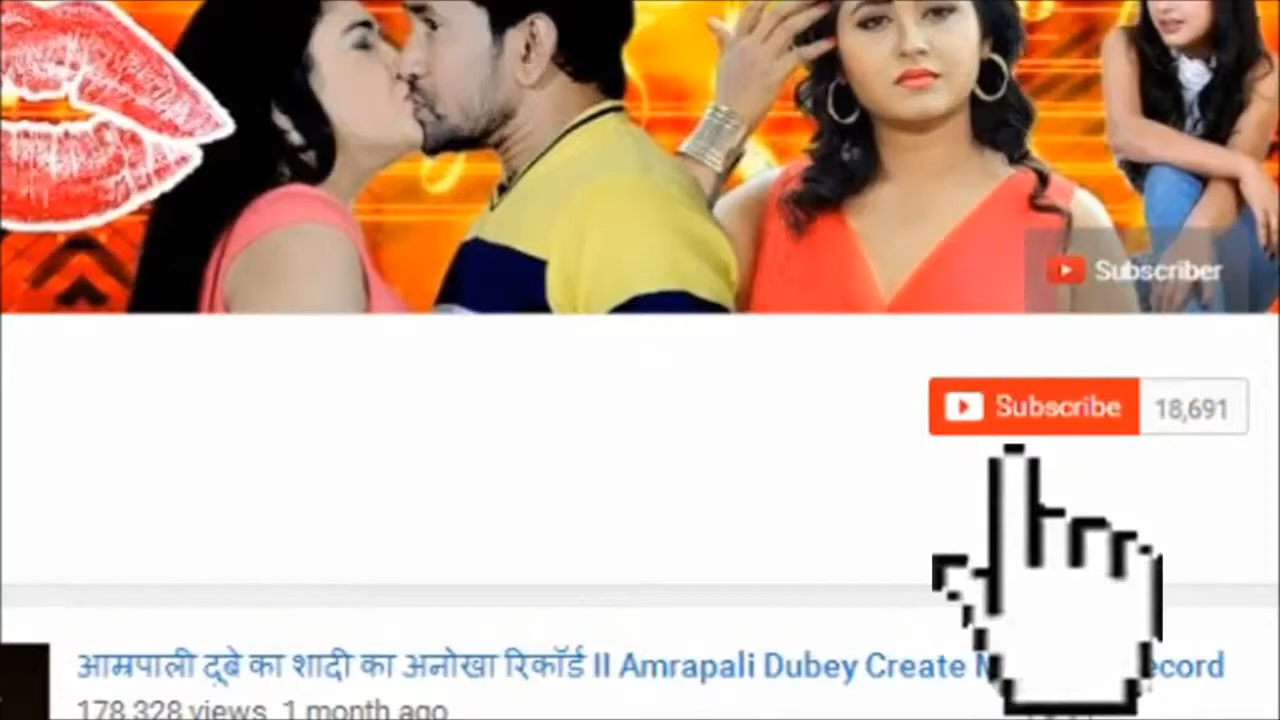 Subscriber
Subscribe 18,691
आम्रपाली दूबे का शादी का अनोखा रिकॉर्ड II Amrapali Dubey Create
178,328 views 1 month ago